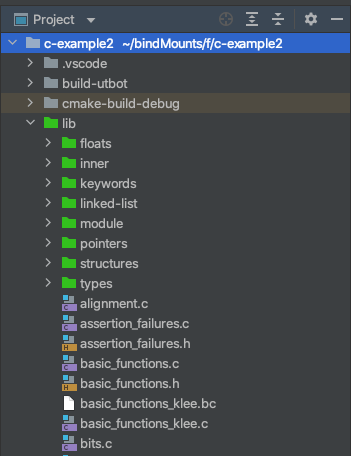 Project
c-example2 ~/bindMounts/f/c-example2
.vscode
build-utbot
cmake-build-debug
lib
floats
inner
keywords
linked-list
module
pointers
structures
types
alignment.c
assertion_failures.c
assertion_failures.h
basic_functions.c
basic_functions.h
basic_functions_klee.bc
basic_functions_klee.c
bits.c